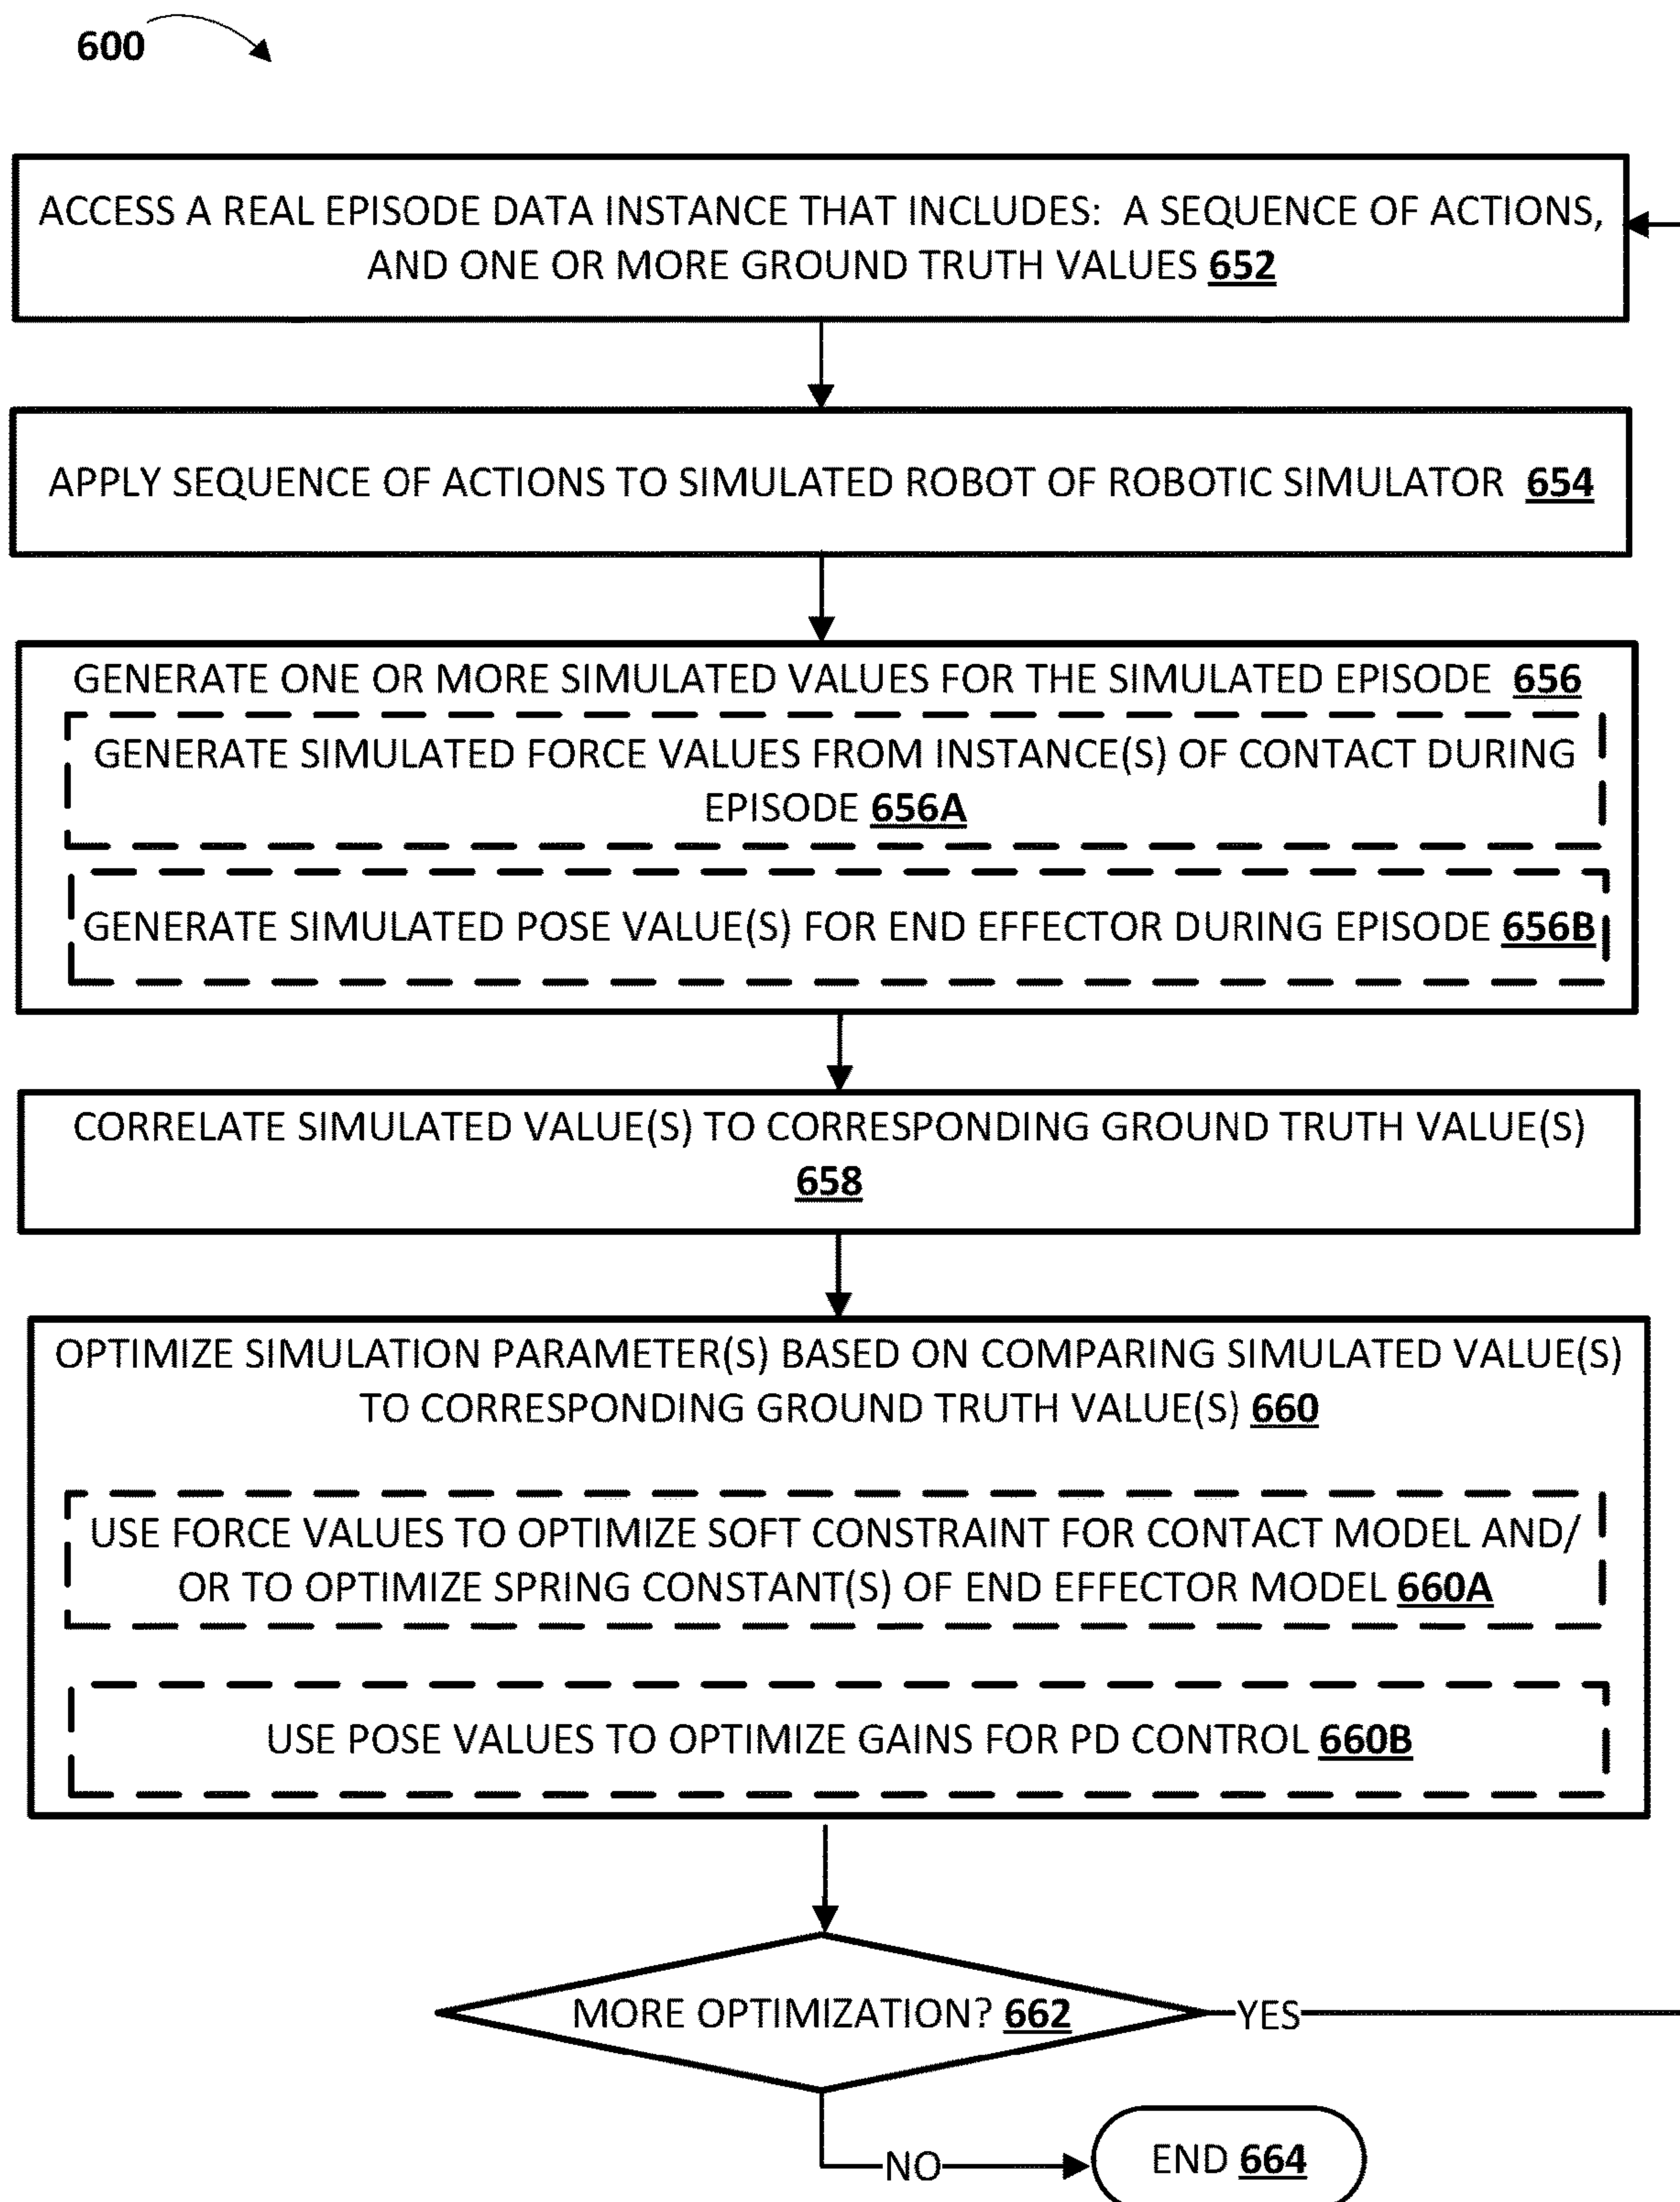 600
ACCESS A REAL EPISODE DATA INSTANCE THAT INCLUDES: A SEQUENCE OF ACTIONS,
AND ONE OR MORE GROUND TRUTH VALUES 652
APPLY SEQUENCE OF ACTIONS TO SIMULATED ROBOT OF ROBOTIC SIMULATOR 654
GENERATE ONE OR MORE SIMULATED VALUES FOR THE SIMULATED EPISODE 656
GENERATE SIMULATED FORCE VALUES FROM INSTANCE(S) OF CONTACT DURING
EPISODE 656A
GENERATE SIMULATED POSE VALUE(S) FOR END EFFECTOR DURING EPISODE 656B
CORRELATE SIMULATED VALUE(S) TO CORRESPONDING GROUND TRUTH VALUE(S)
658
OPTIMIZE SIMULATION PARAMETER(S) BASED ON COMPARING SIMULATED VALUE(S)
TO CORRESPONDING GROUND TRUTH VALUE(S) 660
USE FORCE VALUES TO OPTIMIZE SOFT CONSTRAINT FOR CONTACT MODEL AND/
OR TO OPTIMIZE SPRING CONSTANT(S) OF END EFFECTOR MODEL 660A
USE POSE VALUES TO OPTIMIZE GAINS FOR PD CONTROL 660B
MORE OPTIMIZATION? 662
YES
NO
END 664